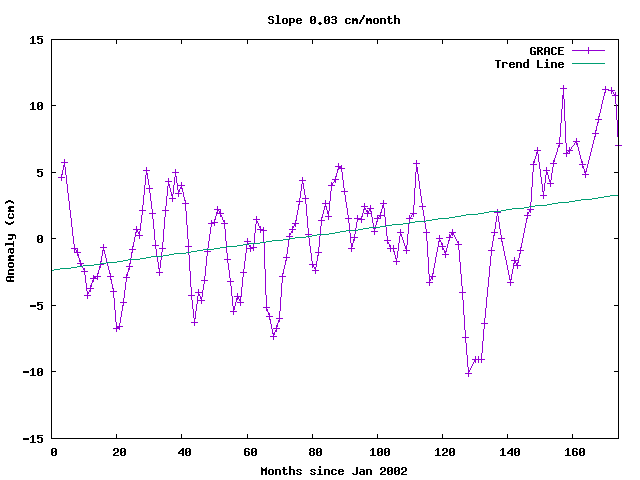 Slope 0.03 cm/month
15
GRACE
Trend Line
10
5
Anomaly (cm)
0
-5
-10
-15
0 20 40 60 80 100 120 140 160
Months since Jan 2002